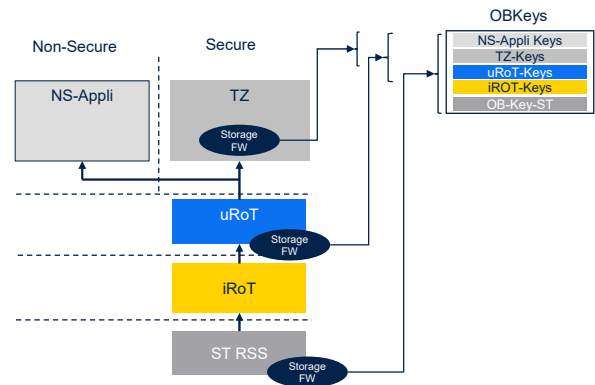 OBKeys
Non-Secure
Secure
NS-Appli Keys
TZ-Keys
uRoT-Keys
iROT-Keys
OB-Key-ST
NS-Appli
TZ
Storage
FW
uRoT
Storage
FW
iRoT
ST RSS
Storage
FW